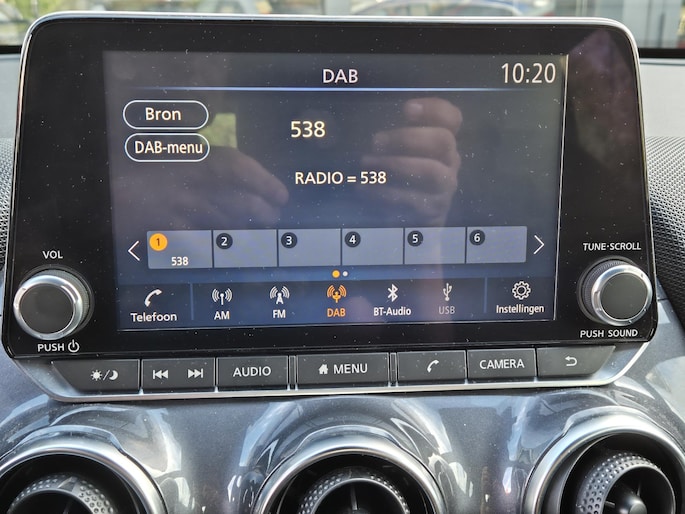 DAB 10:20
Bron
538
DAB-menu
RADIO = 538
1 2 3 4 5 6
538
VOL
TUNE·SCROLL
Telefoon AM FM DAB BT-Audio USB Instellingen
PUSH
PUSH SOUND
AUDIO MENU CAMERA